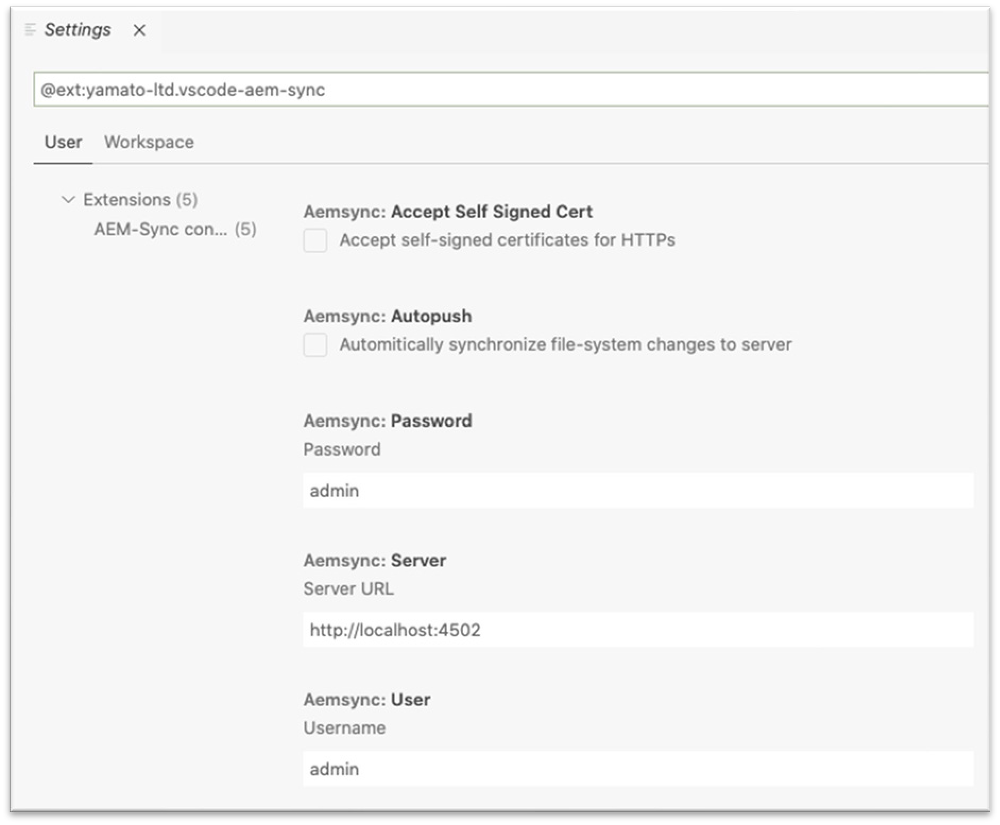 Settings
@ext:yamato-ltd.vscode-aem-sync
User Workspace
Extensions (5)
AEM-Sync con... (5)
Aemsync: Accept Self Signed Cert
Accept self-signed certificates for HTTPs
Aemsync: Autopush
Automitically synchronize file-system changes to server
Aemsync: Password
Password
admin
Aemsync: Server
Server URL
http://localhost:4502
Aemsync: User
Username
admin